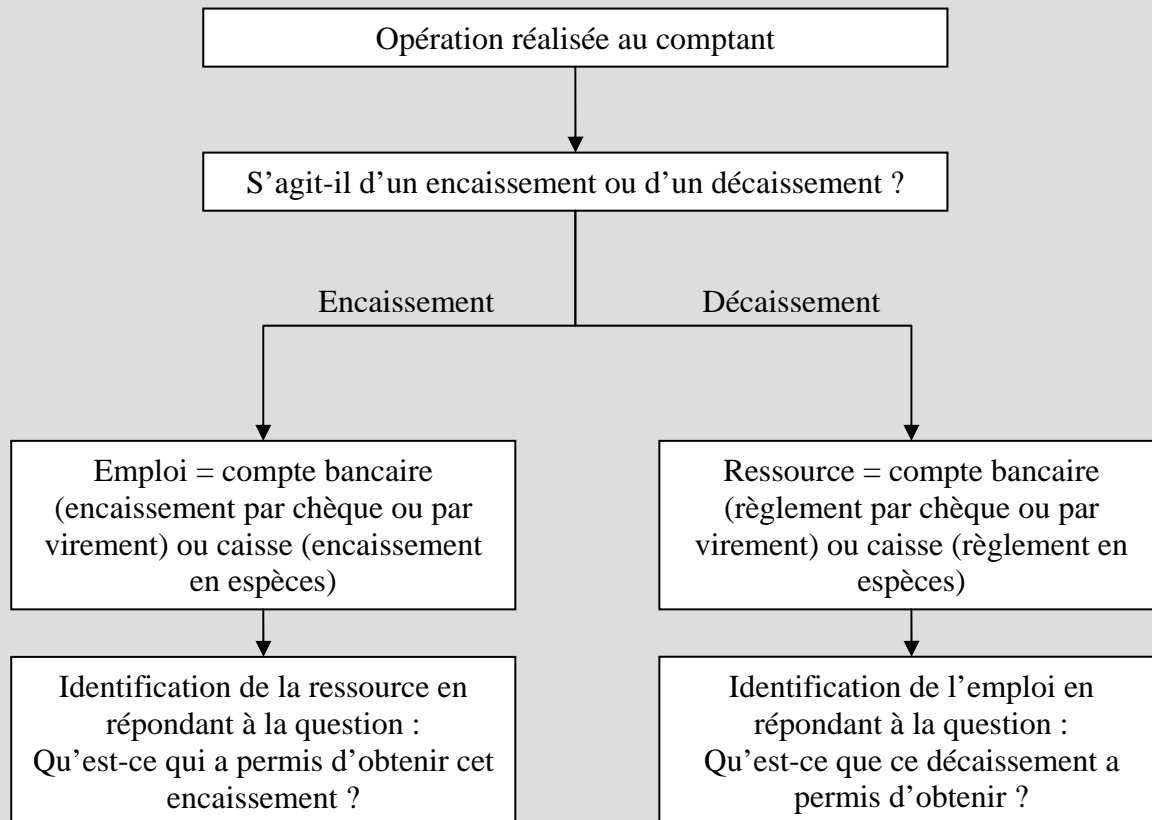 Opération réalisée au comptant
S’agit-il d’un encaissement ou d’un décaissement ?
Encaissement
Décaissement
Emploi = compte bancaire
(encaissement par chèque ou par
virement) ou caisse (encaissement
en espèces)
Ressource = compte bancaire
(règlement par chèque ou par
virement) ou caisse (règlement en
espèces)
Identification de la ressource en
répondant à la question :
Qu’est-ce qui a permis d’obtenir cet
encaissement ?
Identification de l’emploi en
répondant à la question :
Qu’est-ce que ce décaissement a
permis d’obtenir ?